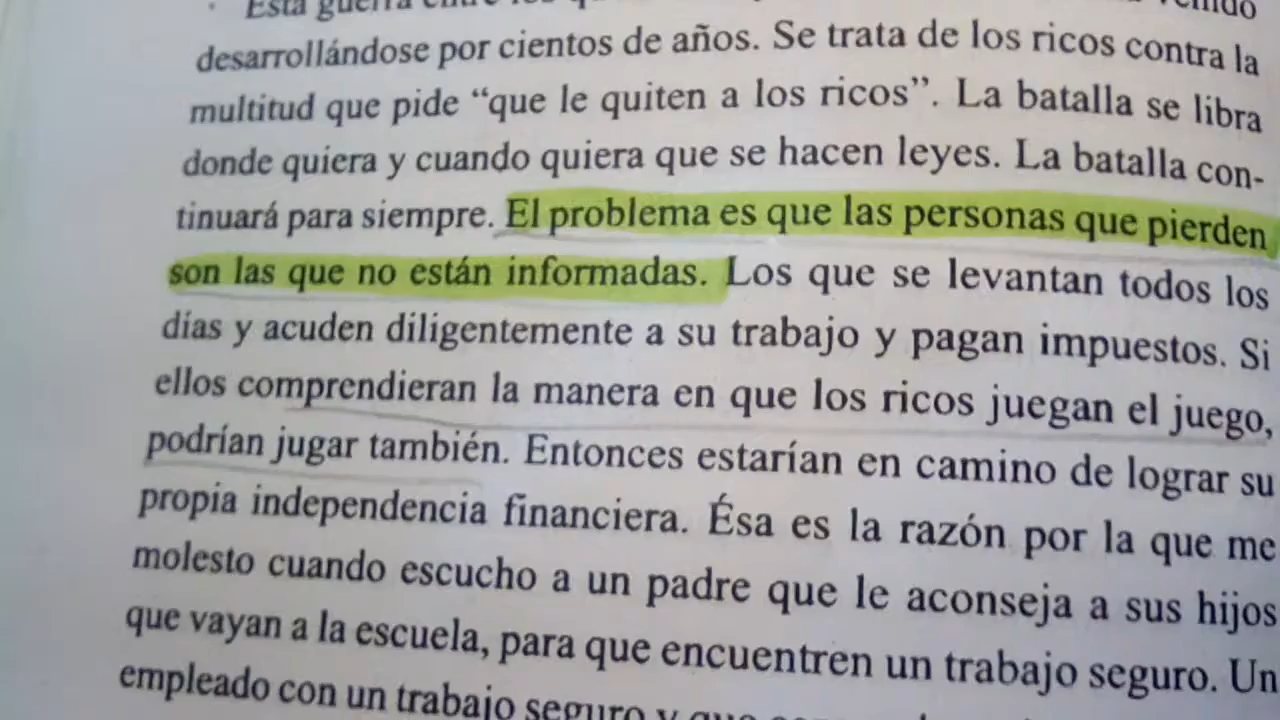 Esta guerra entre los
desarrollándose por cientos de años. Se trata de los ricos contra la
multitud que pide “que le quiten a los ricos”. La batalla se libra
donde quiera y cuando quiera que se hacen leyes. La batalla con-
tinuará para siempre. El problema es que las personas que pierden
son las que no están informadas. Los que se levantan todos los
días y acuden diligentemente a su trabajo y pagan impuestos. Si
ellos comprendieran la manera en que los ricos juegan el juego,
podrían jugar también. Entonces estarían en camino de lograr su
propia independencia financiera. Ésa es la razón por la que me
molesto cuando escucho a un padre que le aconseja a sus hijos
que vayan a la escuela, para que encuentren un trabajo seguro. Un
empleado con un trabajo seguro y que